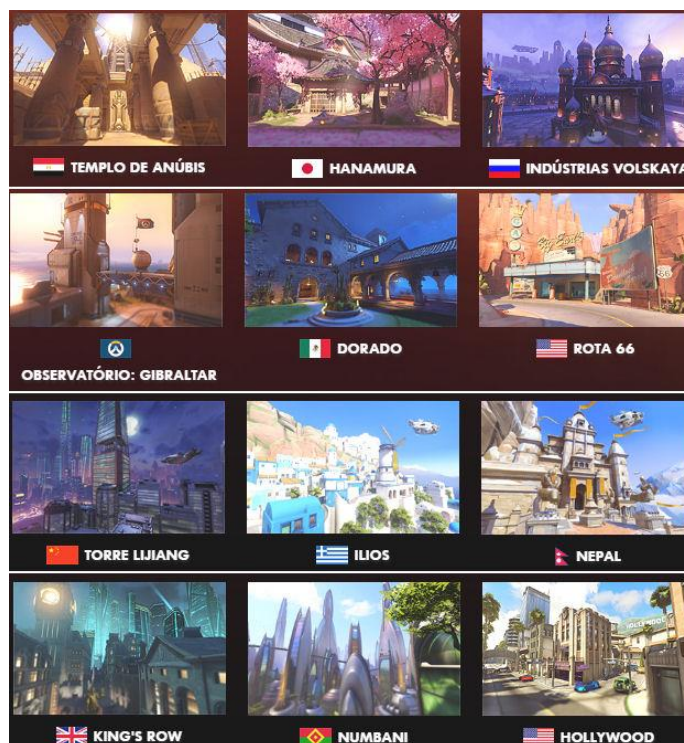 TEMPLO DE ANÚBIS
HANAMURA
INDÚSTRIAS VOLSKAYA
66
OBSERVATÓRIO: GIBRALTAR
DORADO
ROTA 66
TORRE LIJIANG
ILIOS
NEPAL
KING'S ROW
NUMBANI
HOLLYWOOD